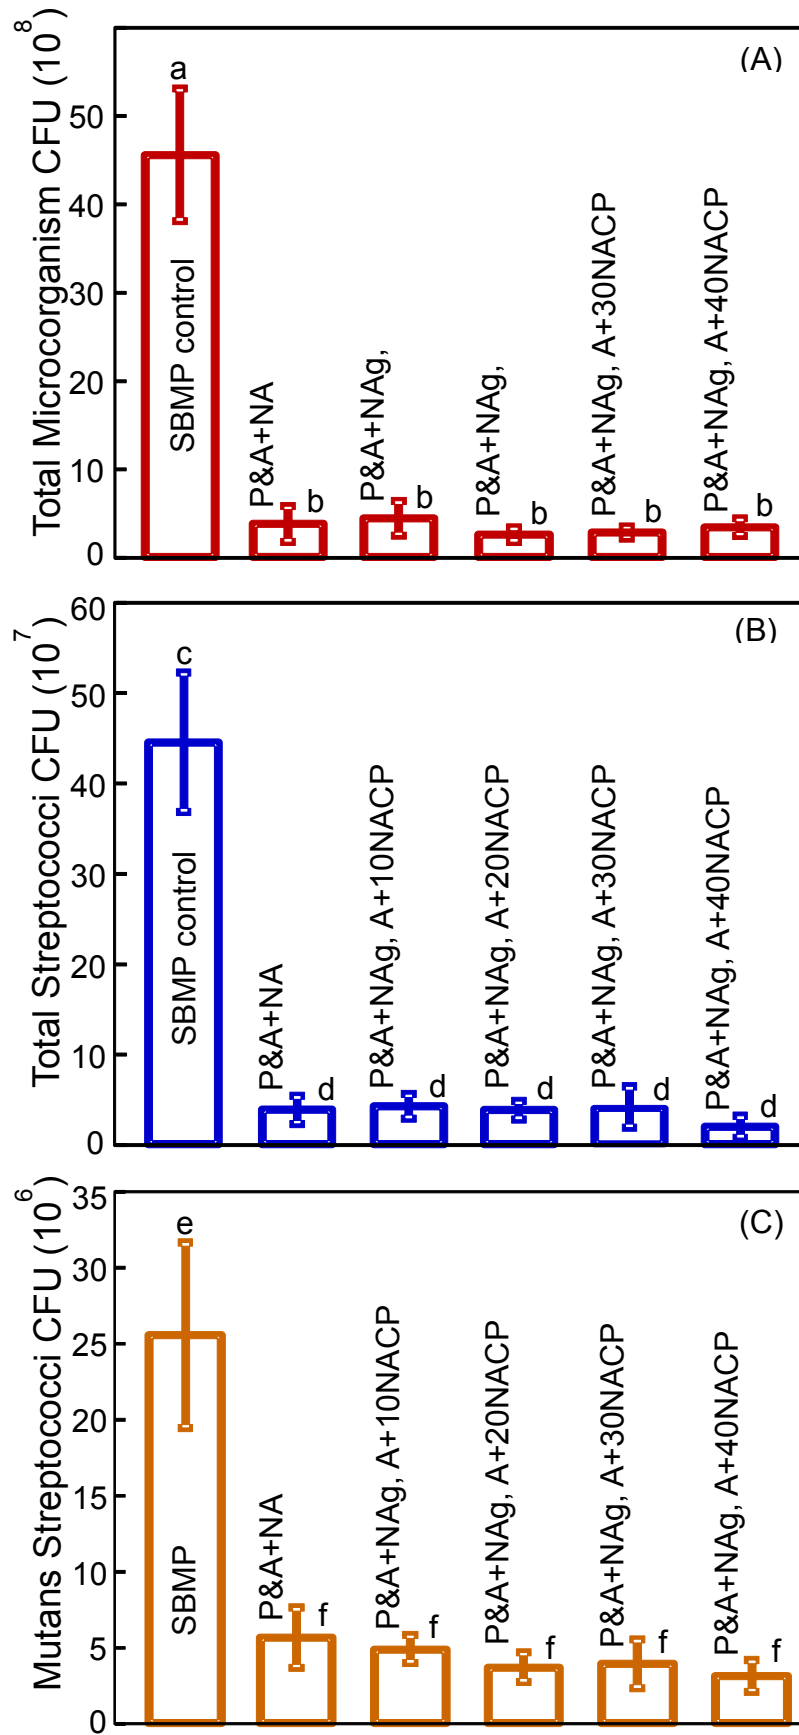 (A)
Total Microcorganism CFU (10^8)
50
40
30
20
10
0
a
SBMP control
P&A+NA
b
P&A+NAg,
b
P&A+NAg,
b
P&A+NAg, A+30NACP
b
P&A+NAg, A+40NACP
b
(B)
Total Streptococci CFU (10^7)
60
50
40
30
20
10
0
c
SBMP control
P&A+NA
d
P&A+NAg, A+10NACP
d
P&A+NAg, A+20NACP
d
P&A+NAg, A+30NACP
d
P&A+NAg, A+40NACP
d
(C)
Mutans Streptococci CFU (10^6)
35
30
25
20
15
10
5
0
e
SBMP
P&A+NA
f
P&A+NAg, A+10NACP
f
P&A+NAg, A+20NACP
f
P&A+NAg, A+30NACP
f
P&A+NAg, A+40NACP
f